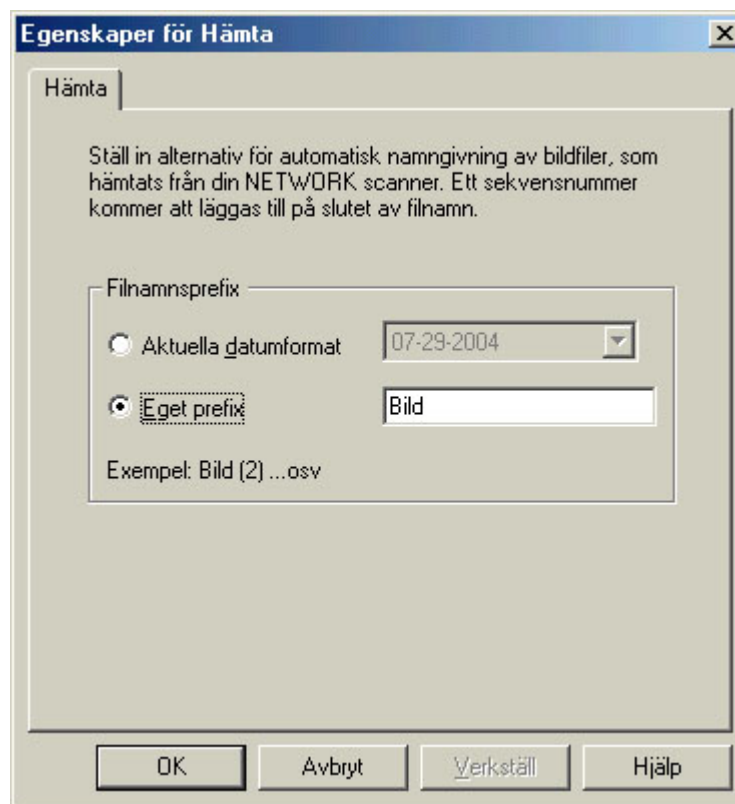 Egenskaper för Hämta
Hämta
Ställ in alternativ för automatisk namngivning av bildfiler, som
hämtats från din NETWORK scanner. Ett sekvensnummer
kommer att läggas till på slutet av filnamn.
Filnamnsprefix
Aktuella datumformat 07-29-2004
Eget prefix Bild
Exempel: Bild (2) ...osv
OK Avbryt Verkställ Hjälp